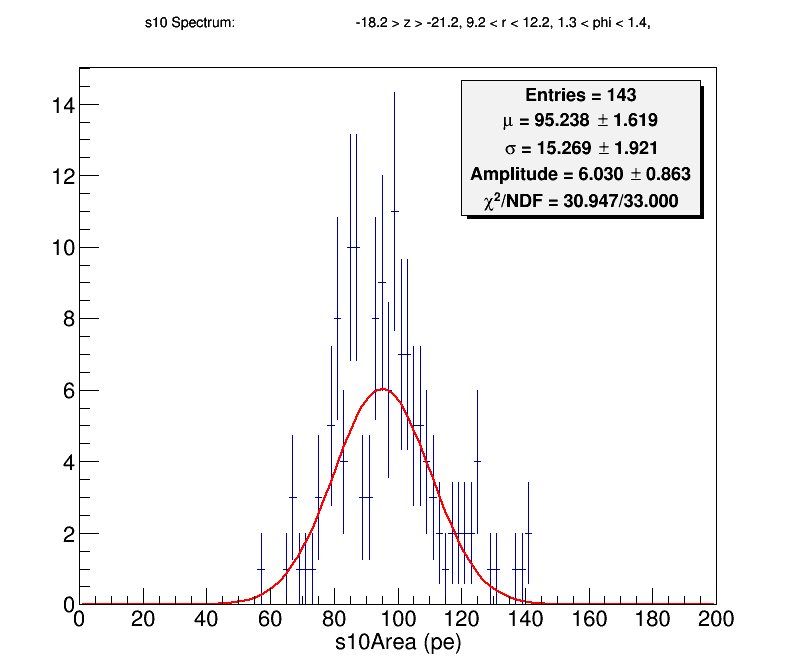 s10 Spectrum: -18.2 > z > -21.2, 9.2 < r < 12.2, 1.3 < phi < 1.4,
Entries = 143
μ = 95.238 ± 1.619
σ = 15.269 ± 1.921
Amplitude = 6.030 ± 0.863
χ²/NDF = 30.947/33.000
14
12
10
8
6
4
2
0
0 20 40 60 80 100 120 140 160 180 200
s10Area (pe)